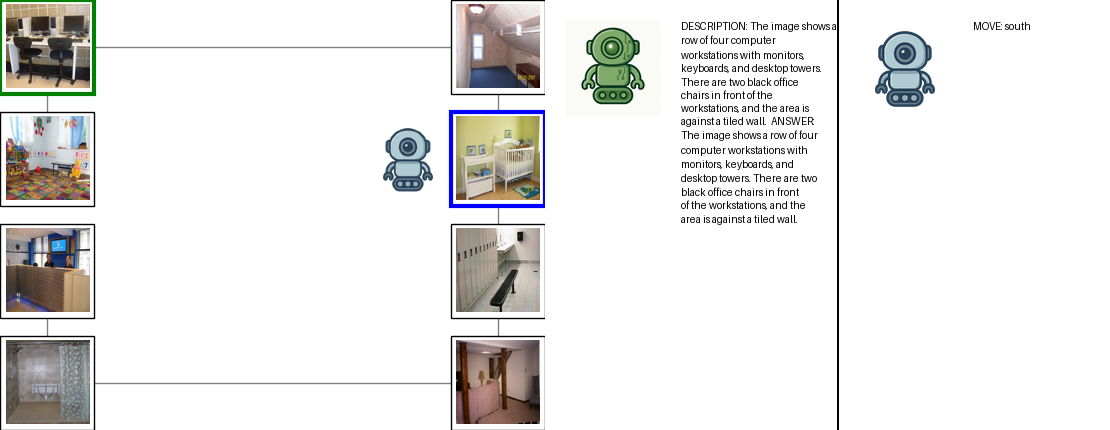 DESCRIPTION: The image shows a
row of four computer
workstations with monitors,
keyboards, and desktop towers.
There are two black office
chairs in front of the
workstations, and the area is
against a tiled wall. ANSWER:
The image shows a row of four
computer workstations with
monitors, keyboards, and
desktop towers. There are two
black office chairs in front
of the workstations, and the
area is against a tiled wall.
MOVE: south